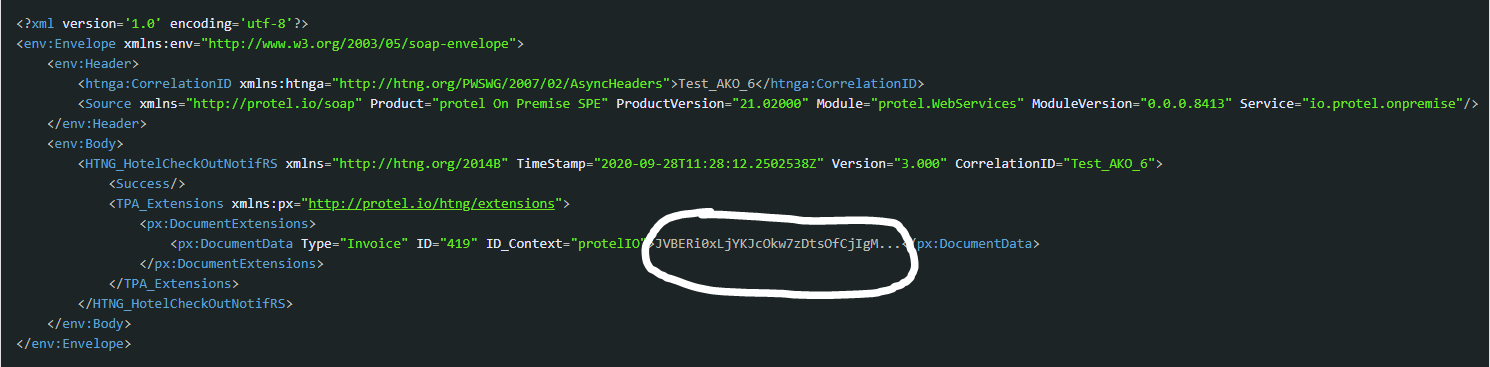 <?xml version='1.0' encoding='utf-8'?>
<env:Envelope xmlns:env="http://www.w3.org/2003/05/soap-envelope">
<env:Header>
<htnga:CorrelationID xmlns:htnga="http://htng.org/PWSWG/2007/02/AsyncHeaders">Test_AKO_6</htnga:CorrelationID>
<Source xmlns="http://protel.io/soap" Product="protel On Premise SPE" ProductVersion="21.02000" Module="protel.WebServices" ModuleVersion="0.0.0.8413" Service="io.protel.onpremise"/>
</env:Header>
<env:Body>
<HTNG_HotelCheckOutNotifRS xmlns="http://htng.org/2014B" TimeStamp="2020-09-28T11:28:12.2502538Z" Version="3.000" CorrelationID="Test_AKO_6">
<Success/>
<TPA_Extensions xmlns:px="http://protel.io/htng/extensions">
<px:DocumentExtensions>
<px:DocumentData Type="Invoice" ID="419" ID_Context="protelIO">JVBERi0xLjYKJcOkw7zDtsOfCjIgM...</px:DocumentData>
</px:DocumentExtensions>
</TPA_Extensions>
</HTNG_HotelCheckOutNotifRS>
</env:Body>
</env:Envelope>